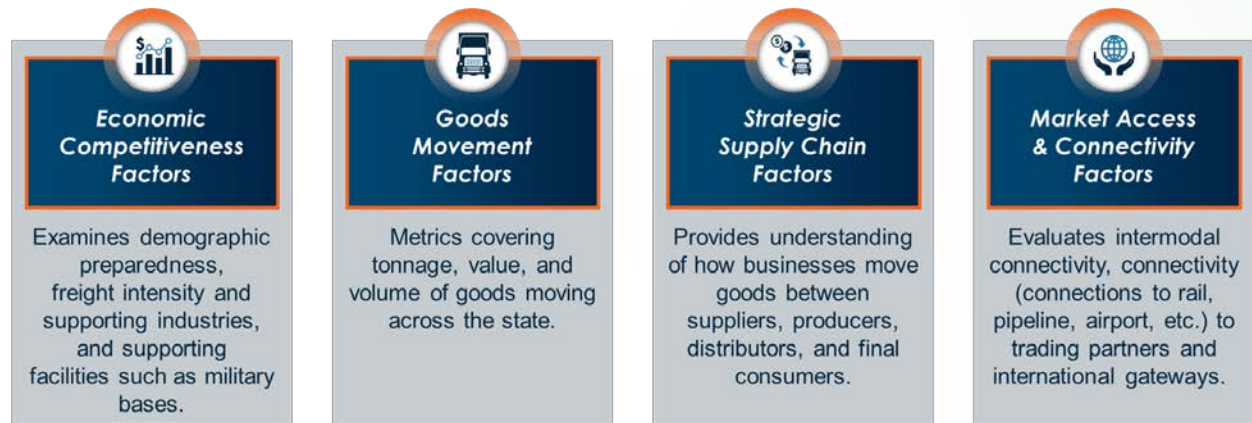 Economic
Competitiveness
Factors
Examines demographic
preparedness,
freight intensity and
supporting industries,
and supporting
facilities such as military
bases.
Goods
Movement
Factors
Metrics covering
tonnage, value, and
volume of goods moving
across the state.
Strategic
Supply Chain
Factors
Provides understanding
of how businesses move
goods between
suppliers, producers,
distributors, and final
consumers.
Market Access
& Connectivity
Factors
Evaluates intermodal
connectivity, connectivity
(connections to rail,
pipeline, airport, etc.) to
trading partners and
international gateways.